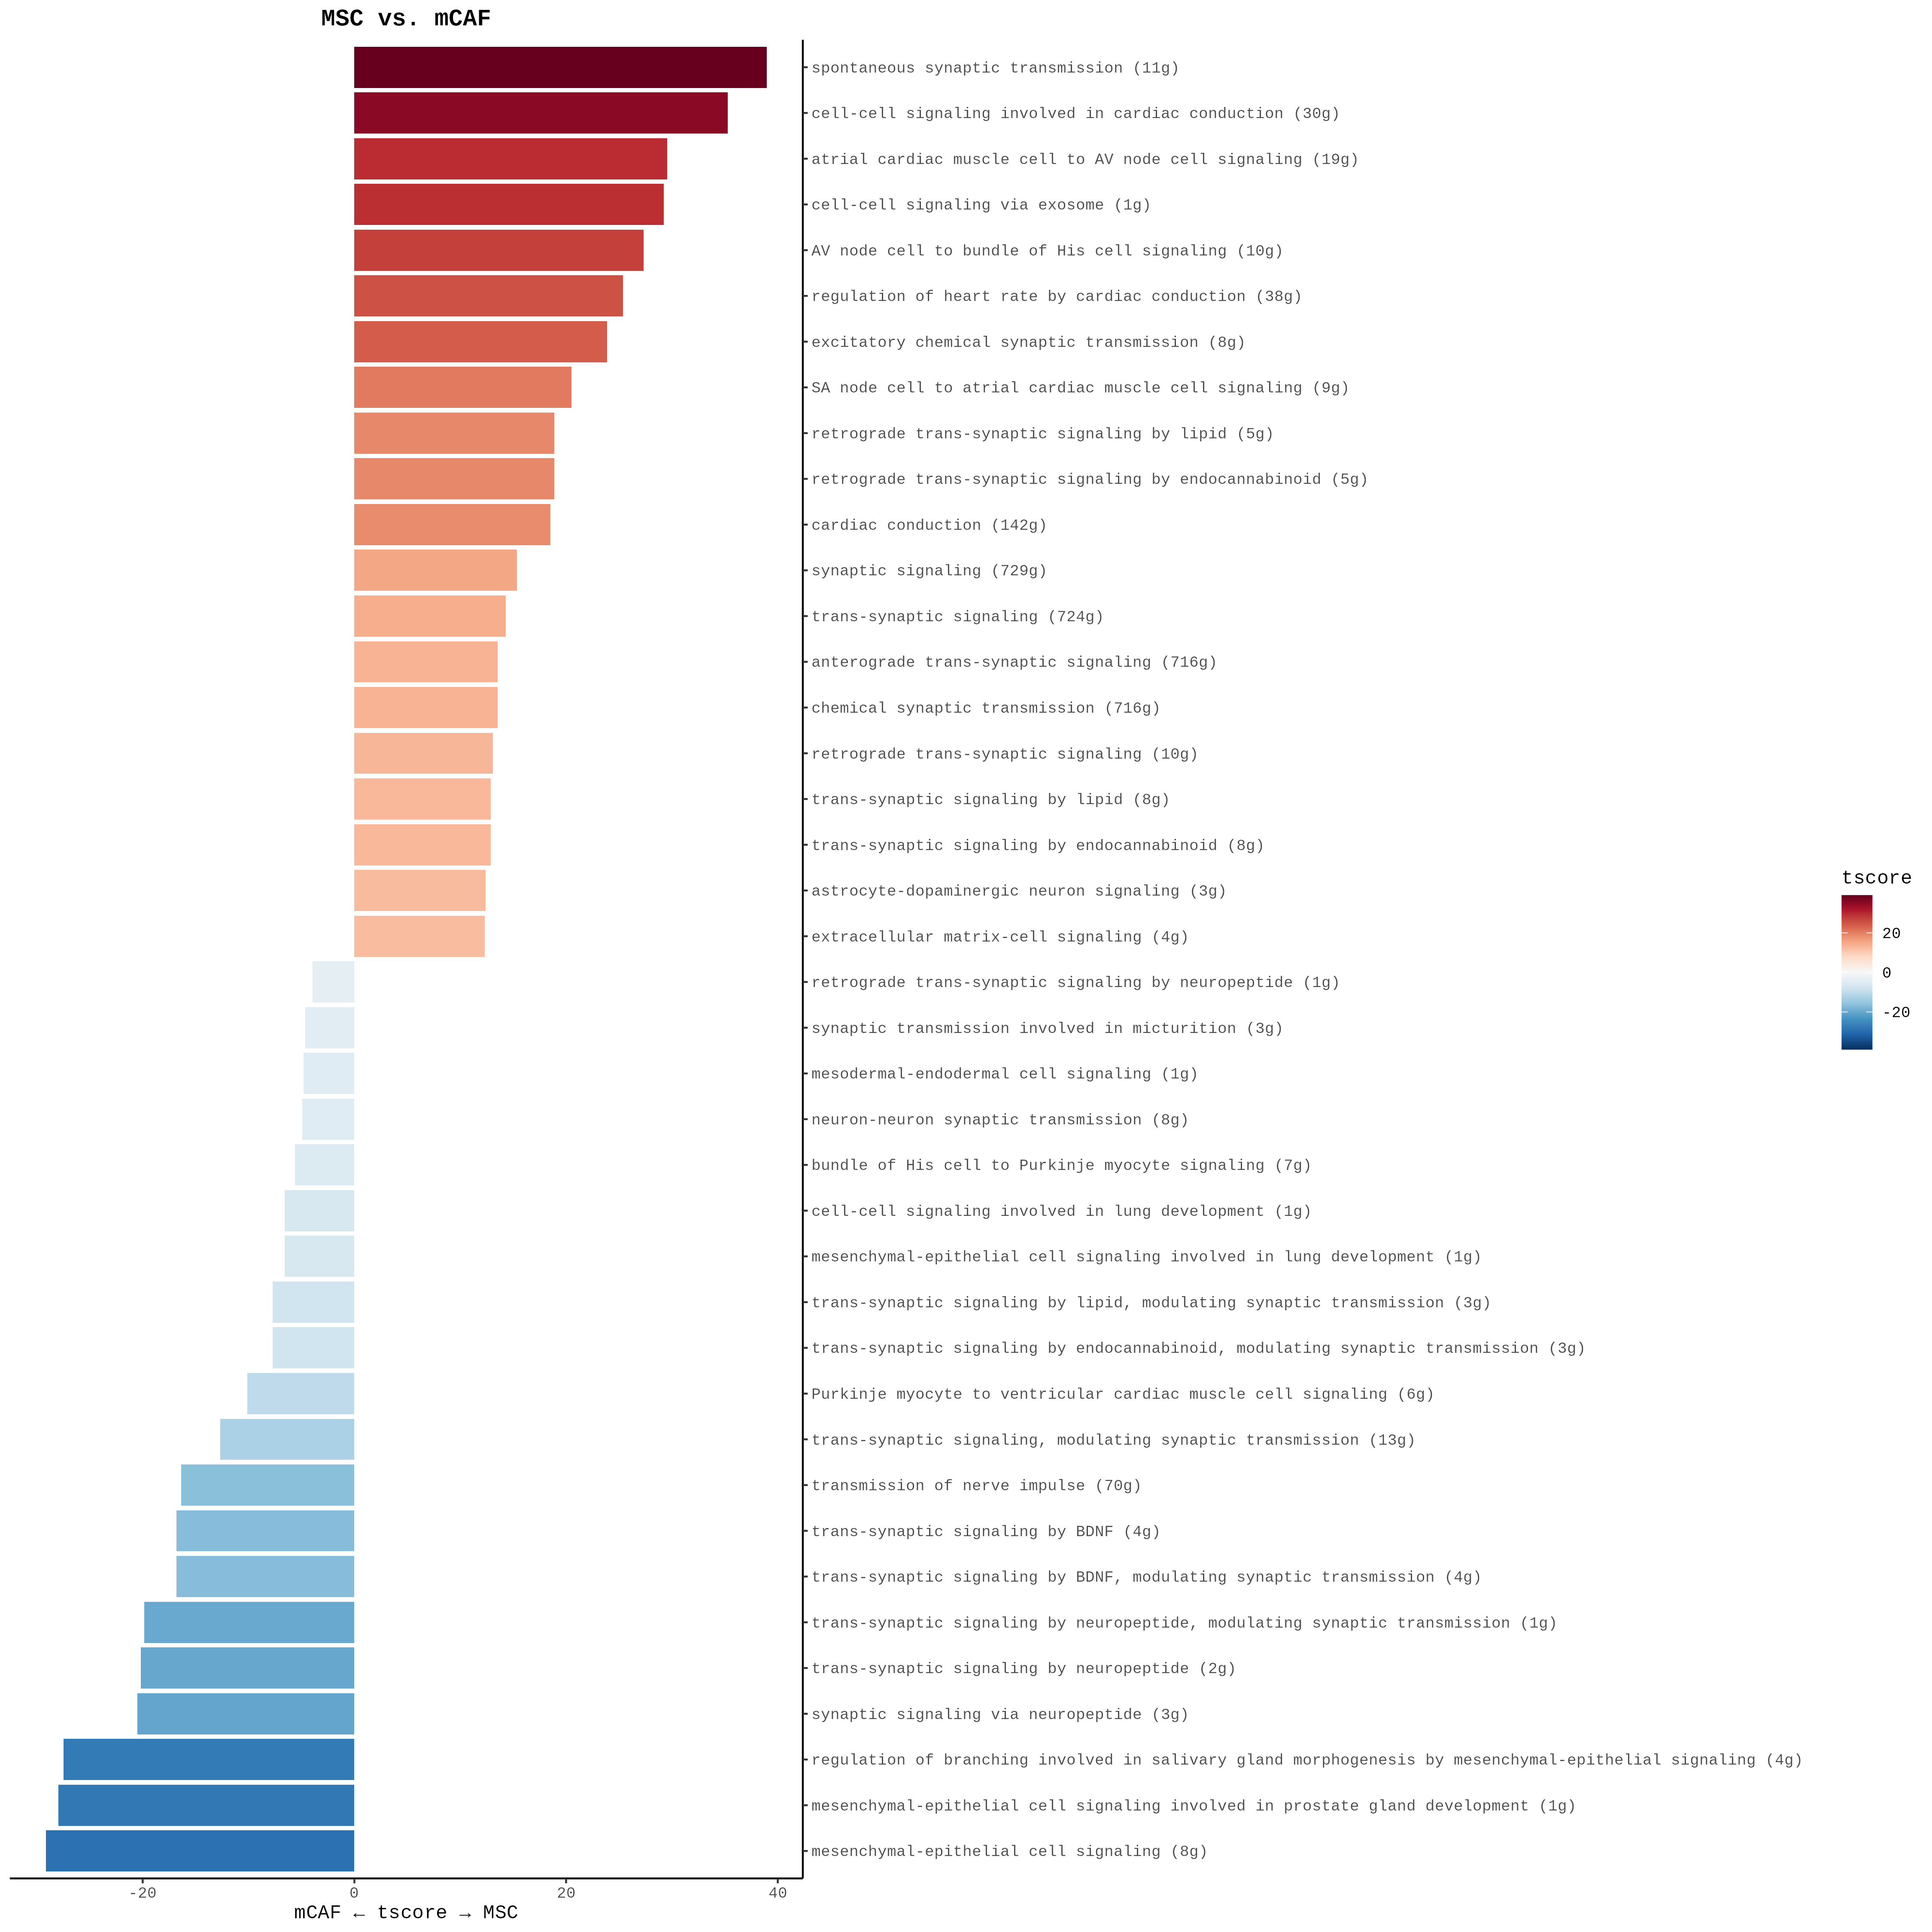 MSC vs. mCAF
spontaneous synaptic transmission (11g)
cell-cell signaling involved in cardiac conduction (30g)
atrial cardiac muscle cell to AV node cell signaling (19g)
cell-cell signaling via exosome (1g)
AV node cell to bundle of His cell signaling (10g)
regulation of heart rate by cardiac conduction (38g)
excitatory chemical synaptic transmission (8g)
SA node cell to atrial cardiac muscle cell signaling (9g)
retrograde trans-synaptic signaling by lipid (5g)
retrograde trans-synaptic signaling by endocannabinoid (5g)
cardiac conduction (142g)
synaptic signaling (729g)
trans-synaptic signaling (724g)
anterograde trans-synaptic signaling (716g)
chemical synaptic transmission (716g)
retrograde trans-synaptic signaling (10g)
trans-synaptic signaling by lipid (8g)
trans-synaptic signaling by endocannabinoid (8g)
astrocyte-dopaminergic neuron signaling (3g)
extracellular matrix-cell signaling (4g)
retrograde trans-synaptic signaling by neuropeptide (1g)
synaptic transmission involved in micturition (3g)
mesodermal-endodermal cell signaling (1g)
neuron-neuron synaptic transmission (8g)
bundle of His cell to Purkinje myocyte signaling (7g)
cell-cell signaling involved in lung development (1g)
mesenchymal-epithelial cell signaling involved in lung development (1g)
trans-synaptic signaling by lipid, modulating synaptic transmission (3g)
trans-synaptic signaling by endocannabinoid, modulating synaptic transmission (3g)
Purkinje myocyte to ventricular cardiac muscle cell signaling (6g)
trans-synaptic signaling, modulating synaptic transmission (13g)
transmission of nerve impulse (70g)
trans-synaptic signaling by BDNF (4g)
trans-synaptic signaling by BDNF, modulating synaptic transmission (4g)
trans-synaptic signaling by neuropeptide, modulating synaptic transmission (1g)
trans-synaptic signaling by neuropeptide (2g)
synaptic signaling via neuropeptide (3g)
regulation of branching involved in salivary gland morphogenesis by mesenchymal-epithelial signaling (4g)
mesenchymal-epithelial cell signaling involved in prostate gland development (1g)
mesenchymal-epithelial cell signaling (8g)
-20 0 20 40
mCAF ← tscore → MSC
tscore
20
0
-20